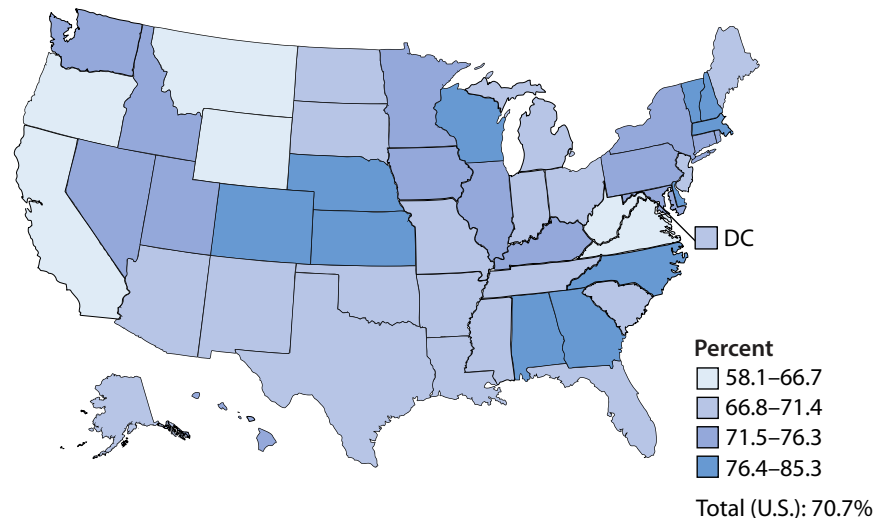 DC
Percent
58.1–66.7
66.8–71.4
71.5–76.3
76.4–85.3
Total (U.S.): 70.7%